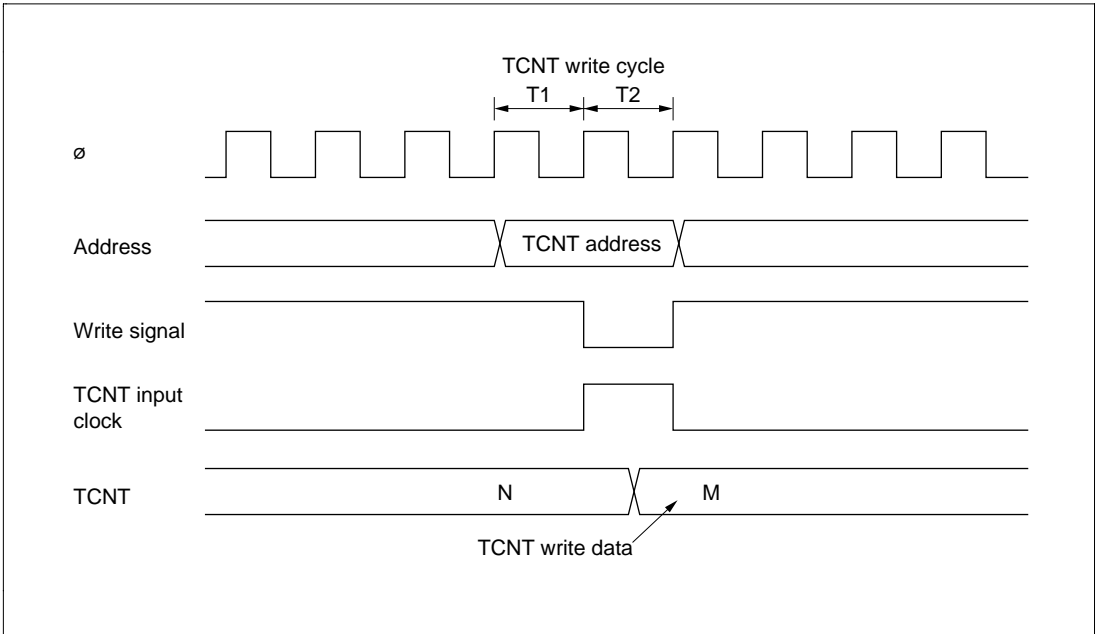 TCNT write cycle
T1 T2
ø
Address
TCNT address
Write signal
TCNT input
clock
TCNT
N
M
TCNT write data